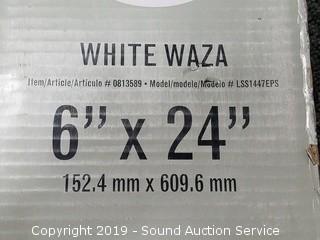 WHITE WAZA
Item/Article/Artículo # 0813589 • Model/modele/Modelo # LSS1447EPS
6" x 24"
152.4 mm x 609.6 mm
Copyright 2019 - Sound Auction Service